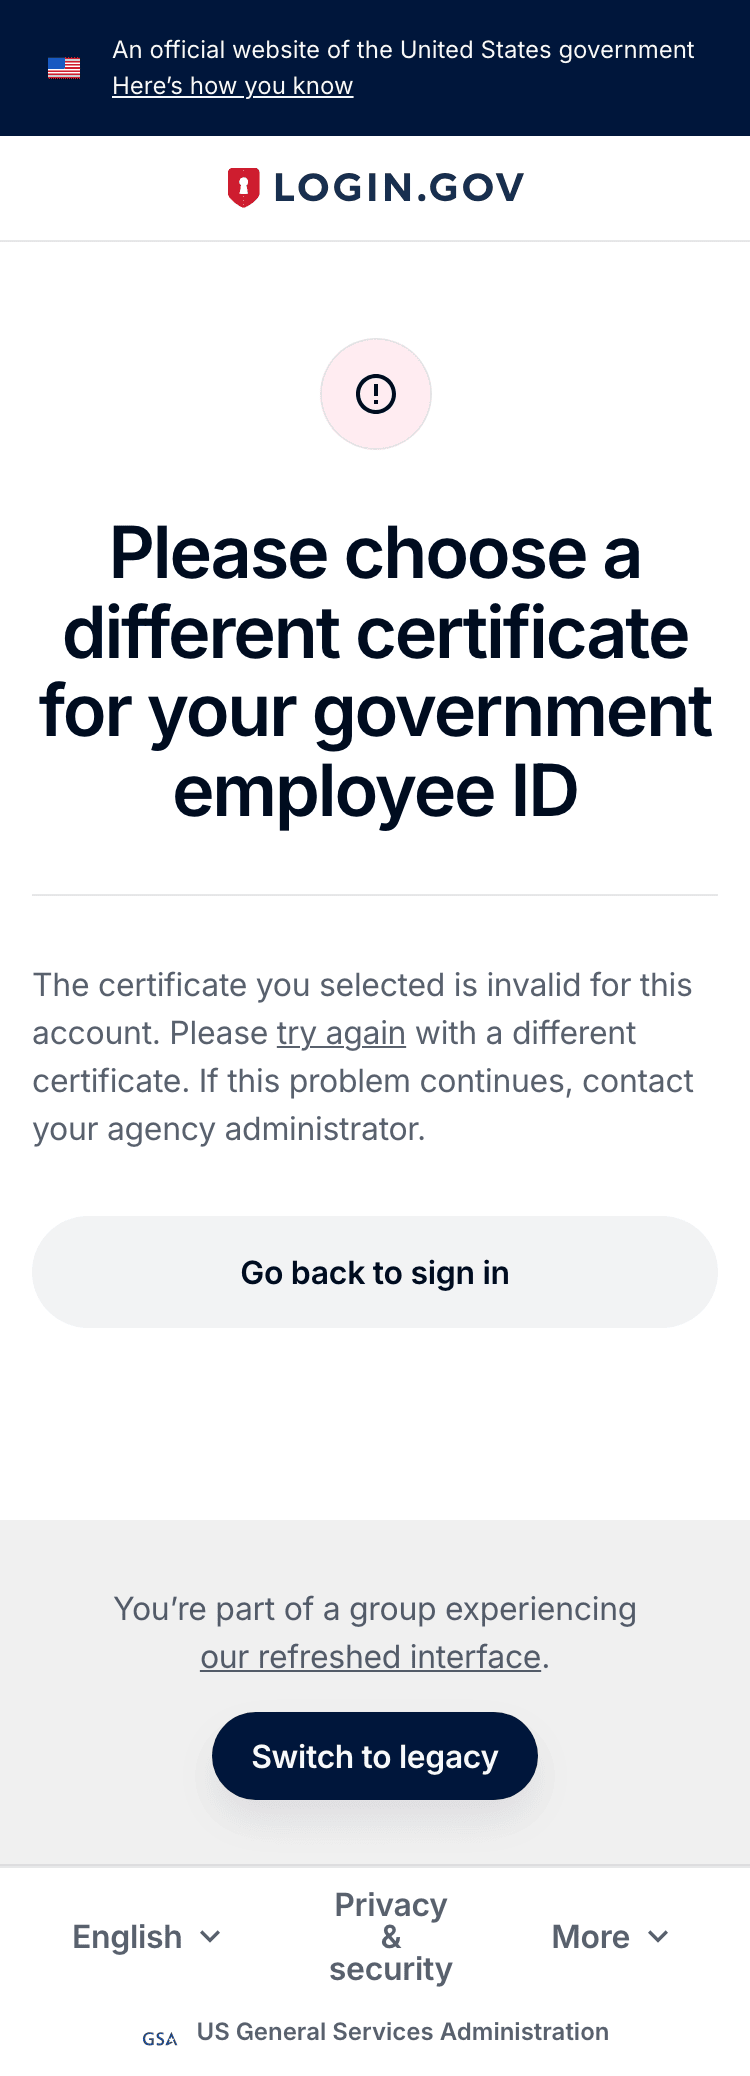 An official website of the United States government
Here’s how you know
LOGIN.GOV
Please choose a
different certificate
for your government
employee ID
The certificate you selected is invalid for this
account. Please try again with a different
certificate. If this problem continues, contact
your agency administrator.
Go back to sign in
You’re part of a group experiencing
our refreshed interface.
Switch to legacy
English
Privacy
&
security
More
GSA US General Services Administration